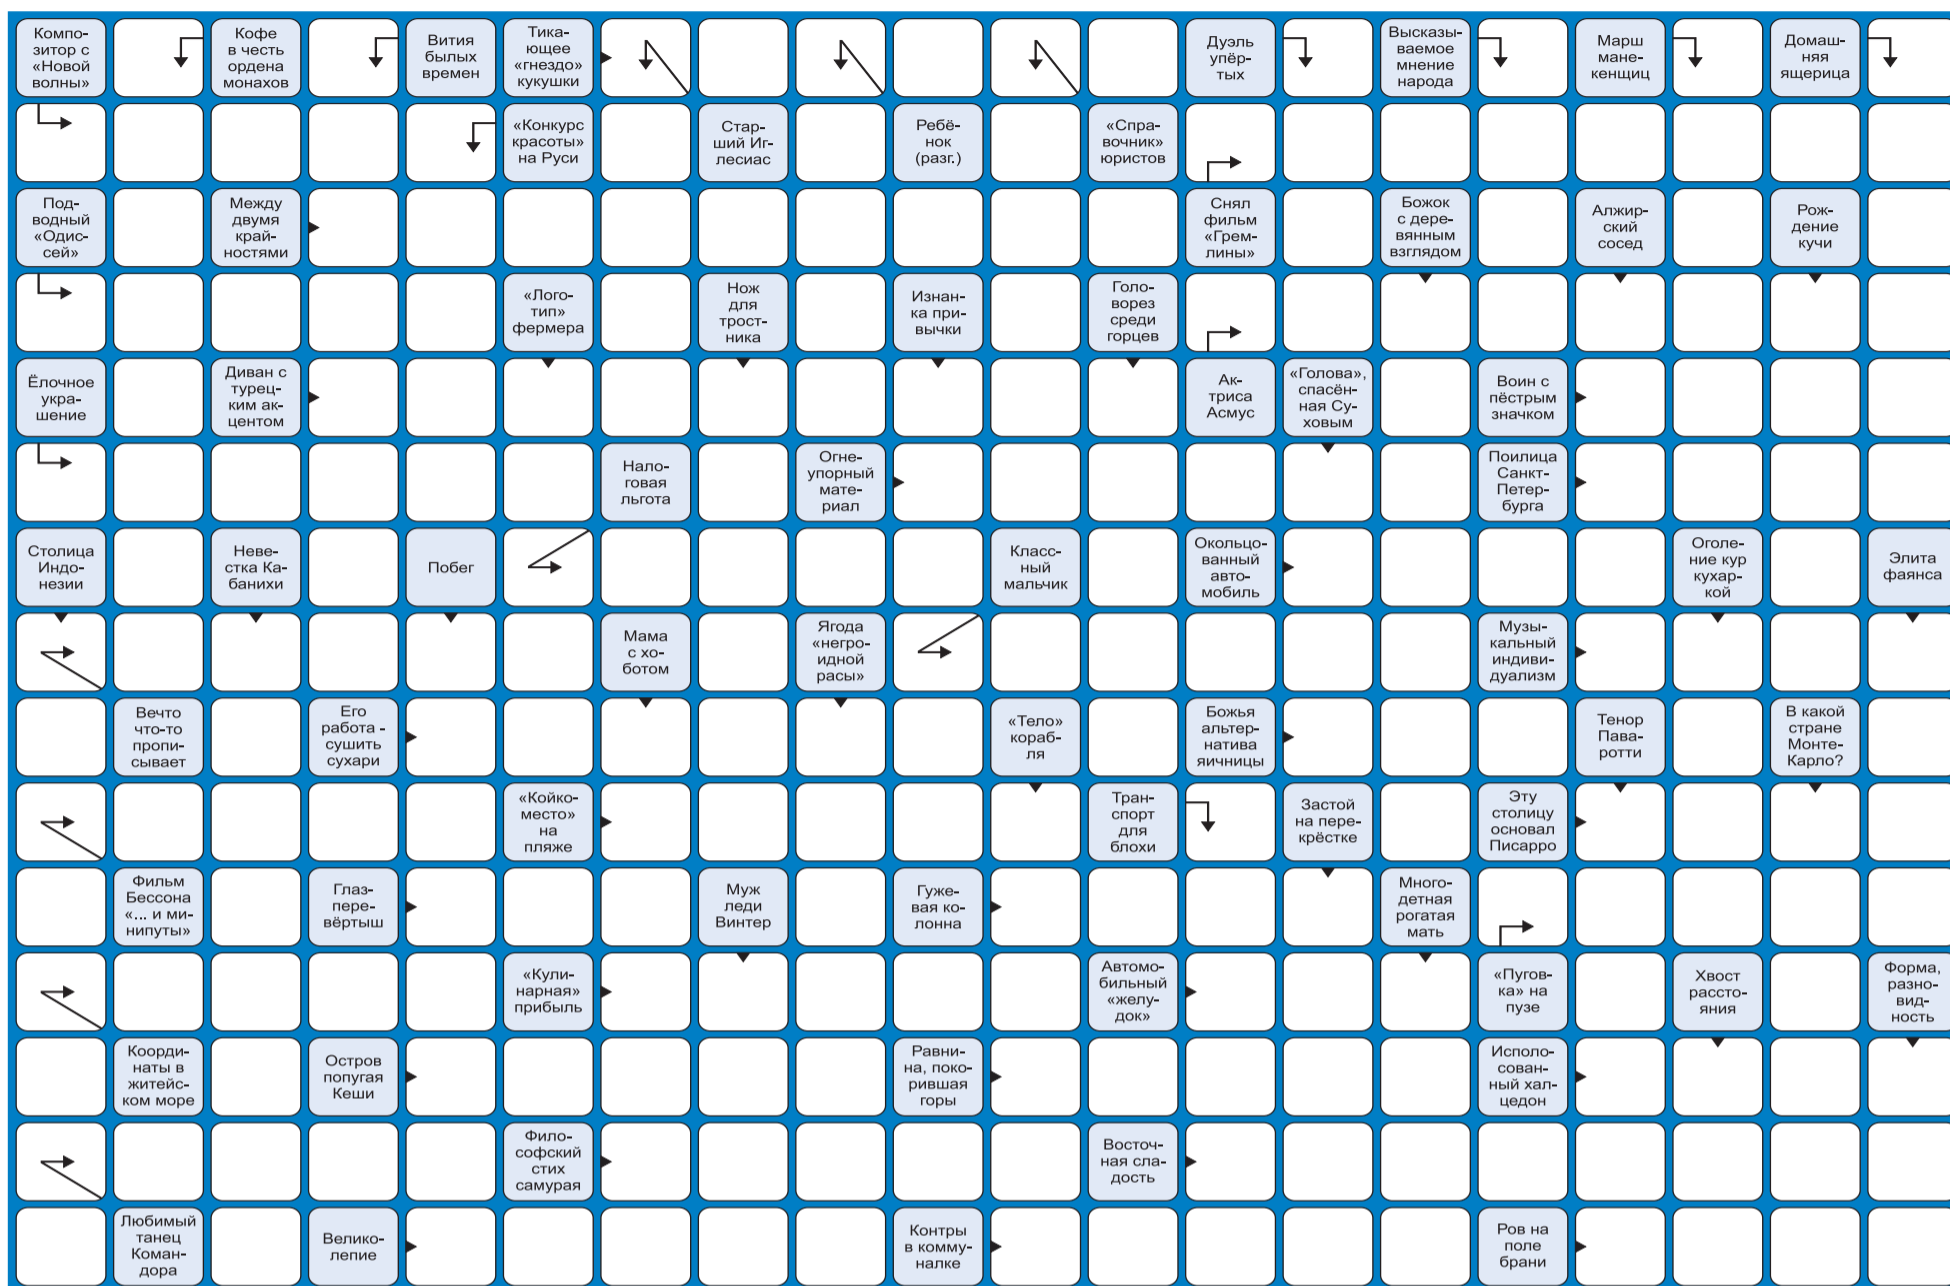 Компо-
зитор с
«Новой
волны»
Кофе
в честь
ордена
монахов
Вития
былых
времен
Тика-
ющее
«гнездо»
кукушки
Дуэль
упёр-
тых
Высказы-
ваемое
мнение
народа
Марш
мане-
кенщиц
Домаш-
няя
ящерица
«Конкурс
красоты»
на Руси
Стар-
ший Иг-
лесиас
Ребё-
нок
(разг.)
«Спра-
вочник»
юристов
Под-
водный
«Одис-
сей»
Между
двумя
край-
ностями
Снял
фильм
«Грем-
лины»
Божок
с дере-
вянным
взглядом
Алжир-
ский
сосед
Рож-
дение
кучи
«Лого-
тип»
фермера
Нож
для
трост-
ника
Изнан-
ка при-
вычки
Голо-
ворез
среди
горцев
Ёлочное
укра-
шение
Диван с
турец-
ким ак-
центом
Ак-
триса
Асмус
«Голова»,
спасён-
ная Су-
ховым
Воин с
пёстрым
значком
Нало-
говая
льгота
Огне-
упорный
мате-
риал
Поилица
Санкт-
Петер-
бурга
Столица
Индо-
незии
Неве-
стка Ка-
банихи
Побег
Класс-
ный
мальчик
Окольцо-
ванный
авто-
мобиль
Оголе-
ние кур
кухар-
кой
Элита
фаянса
Мама
с хо-
ботом
Ягода
«негро-
идной
расы»
Музы-
кальный
индиви-
дуализм
Вечто
что-то
пропи-
сывает
Его
работа -
сушить
сухари
«Тело»
кораб-
ля
Божья
альтер-
натива
яичницы
Тенор
Пава-
ротти
В какой
стране
Монте-
Карло?
«Койко-
место»
на
пляже
Тран-
спорт
для
блохи
Застой
на пере-
крёстке
Эту
столицу
основал
Писарро
Фильм
Бессона
«... и ми-
нипуты»
Глаз-
пере-
вёртыш
Муж
леди
Винтер
Гуже-
вая ко-
лонна
Много-
детная
рогатая
мать
«Кули-
нарная»
прибыль
Автомо-
бильный
«желу-
док»
«Пугов-
ка» на
пузе
Хвост
рассто-
яния
Форма,
разно-
вид-
ность
Коорди-
наты в
житейс-
ком море
Остров
попугая
Кеши
Равни-
на, поко-
рившая
горы
Исполо-
сован-
ный хал-
цедон
Фило-
софский
стих
самурая
Восточ-
ная сла-
дость
Любимый
танец
Коман-
дора
Велико-
лепие
Контры
в комму-
налке
Ров на
поле
брани